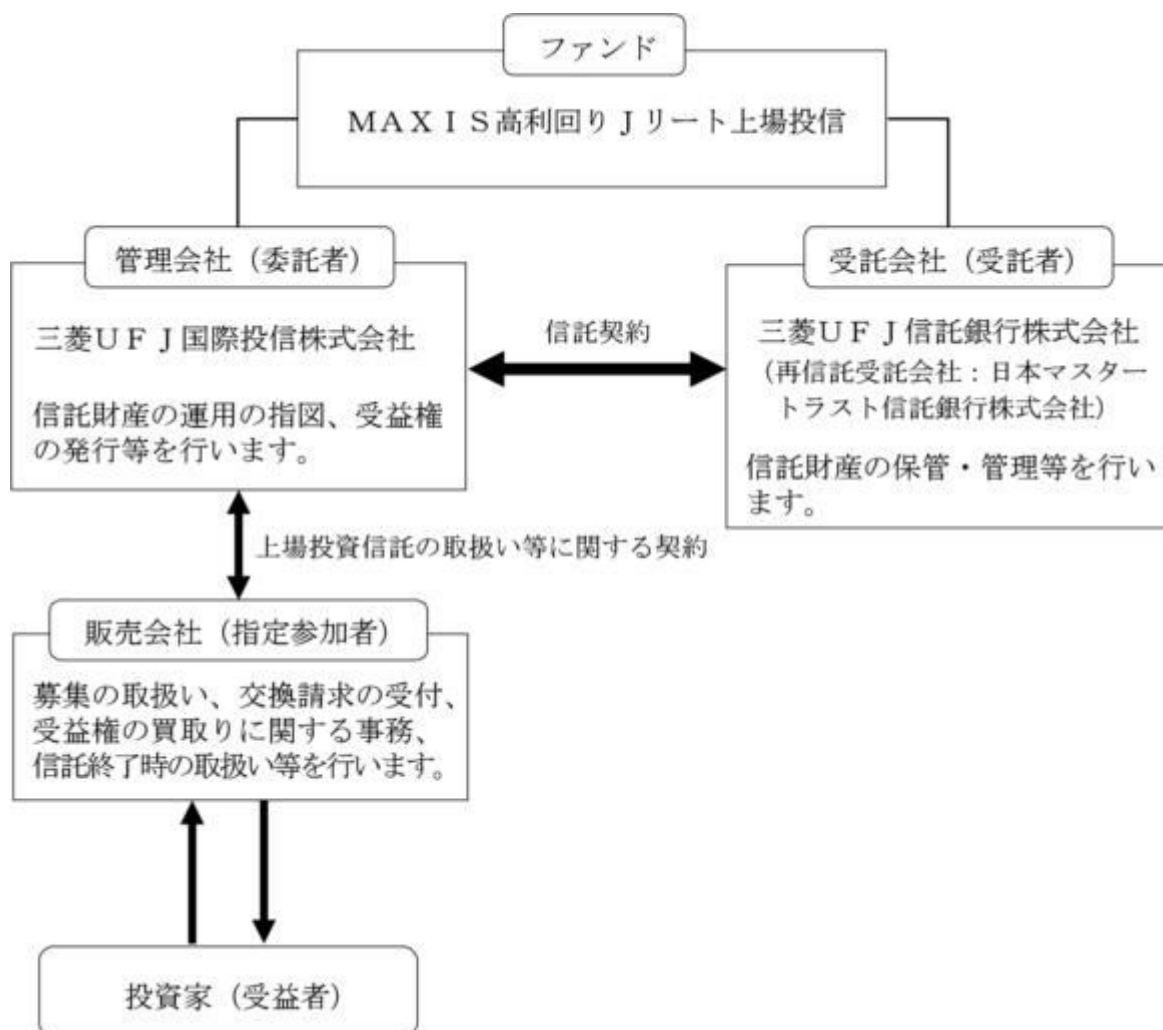 ファンド
ＭＡＸＩＳ高利回りＪリート上場投信
管理会社（委託者）
三菱ＵＦＪ国際投信株式会社
信託財産の運用の指図、受益権
の発行等を行います。
信託契約
受託会社（受託者）
三菱ＵＦＪ信託銀行株式会社
（再信託受託会社：日本マスター
トラスト信託銀行株式会社）
信託財産の保管・管理等を行い
ます。
上場投資信託の取扱い等に関する契約
販売会社（指定参加者）
募集の取扱い、交換請求の受付、
受益権の買取りに関する事務、
信託終了時の取扱い等を行います。
投資家（受益者）